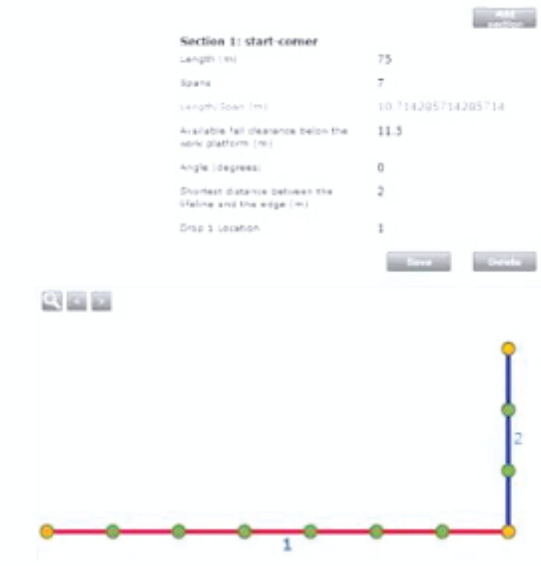 Add
section
Section 1: start-corner
Length (m)
75
Spans
7
Length/Span (m)
10.714285714285714
Available fall clearance below the
work platform (m)
11.5
Angle (degrees)
0
Shortest distance between the
lifeline and the edge (m)
2
Drop 1 Location
1
Save
Delete
<
>
2
1